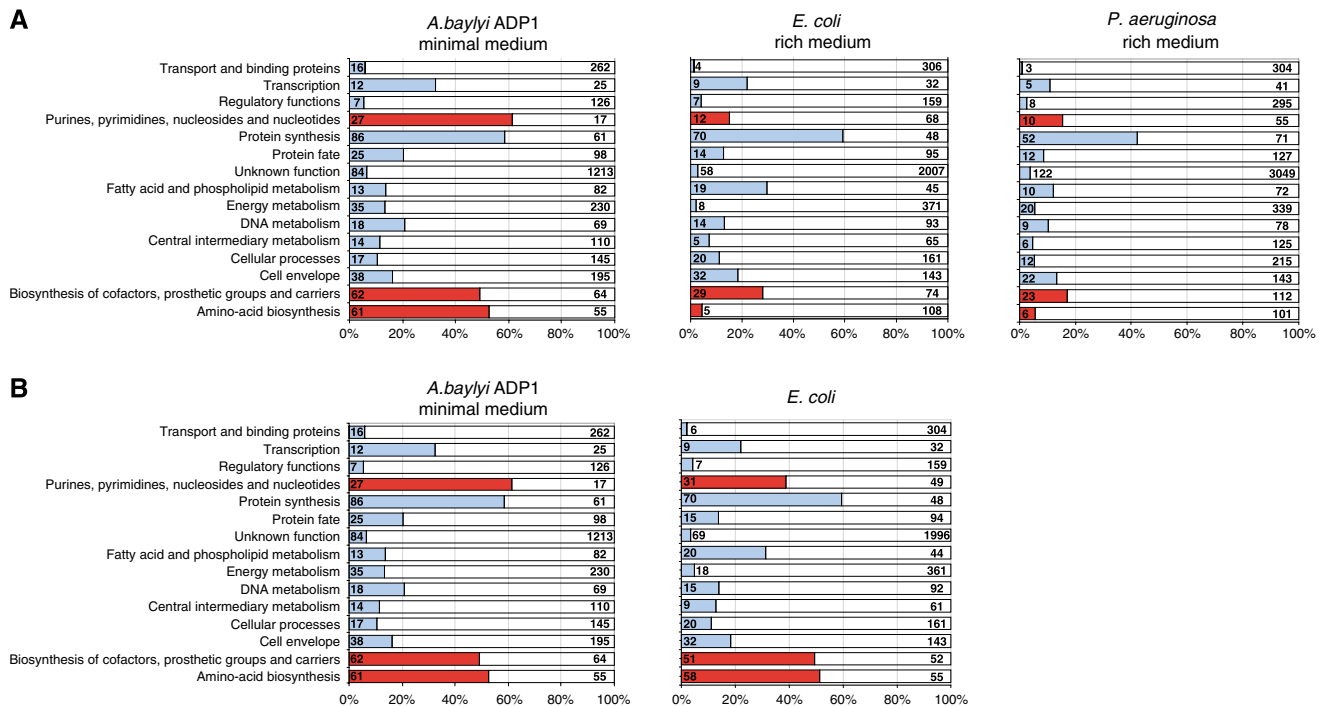 A
A.baylyi ADP1
minimal medium
E. coli
rich medium
P. aeruginosa
rich medium
Transport and binding proteins 16 262 4 306 3 304
Transcription 12 25 9 32 5 41
Regulatory functions 7 126 7 159 8 295
Purines, pyrimidines, nucleosides and nucleotides 27 17 12 68 10 55
Protein synthesis 86 61 70 48 52 71
Protein fate 25 98 14 95 12 127
Unknown function 84 1213 58 2007 122 3049
Fatty acid and phospholipid metabolism 13 82 19 45 10 72
Energy metabolism 35 230 8 371 20 339
DNA metabolism 18 69 14 93 9 78
Central intermediary metabolism 14 110 5 65 6 125
Cellular processes 17 145 20 161 12 215
Cell envelope 38 195 32 143 22 143
Biosynthesis of cofactors, prosthetic groups and carriers 62 64 29 74 23 112
Amino-acid biosynthesis 61 55 5 108 6 101
0% 20% 40% 60% 80% 100% 0% 20% 40% 60% 80% 100% 0% 20% 40% 60% 80% 100%
B
A.baylyi ADP1
minimal medium
E. coli
Transport and binding proteins 16 262 6 304
Transcription 12 25 9 32
Regulatory functions 7 126 7 159
Purines, pyrimidines, nucleosides and nucleotides 27 17 31 49
Protein synthesis 86 61 70 48
Protein fate 25 98 15 94
Unknown function 84 1213 69 1996
Fatty acid and phospholipid metabolism 13 82 20 44
Energy metabolism 35 230 18 361
DNA metabolism 18 69 15 92
Central intermediary metabolism 14 110 9 61
Cellular processes 17 145 20 161
Cell envelope 38 195 32 143
Biosynthesis of cofactors, prosthetic groups and carriers 62 64 51 52
Amino-acid biosynthesis 61 55 58 55
0% 20% 40% 60% 80% 100% 0% 20% 40% 60% 80% 100%